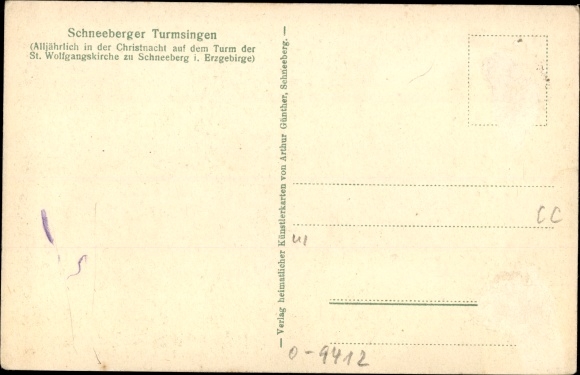 Schneeberger Turmsingen
(Alljährlich in der Christnacht auf dem Turm der
St. Wolfgangskirche zu Schneeberg i. Erzgebirge)
— Verlag heimatlicher Künstlerkarten von Arthur Günther, Schneeberg. —
CC
0-9412